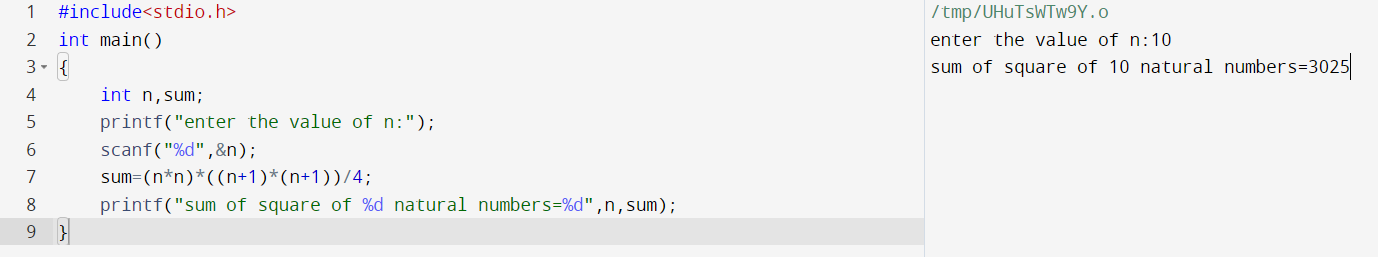 1 #include<stdio.h>
2 int main()
3 {
4 int n,sum;
5 printf("enter the value of n:");
6 scanf("%d",&n);
7 sum=(n*n)*((n+1)*(n+1))/4;
8 printf("sum of square of %d natural numbers=%d",n,sum);
9 }
/tmp/UHuTsWTw9Y.o
enter the value of n:10
sum of square of 10 natural numbers=3025